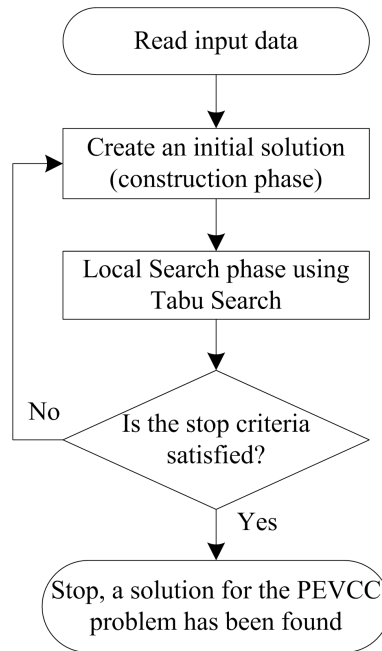 Read input data
Create an initial solution
(construction phase)
Local Search phase using
Tabu Search
Is the stop criteria
satisfied?
No
Yes
Stop, a solution for the PEVCC
problem has been found